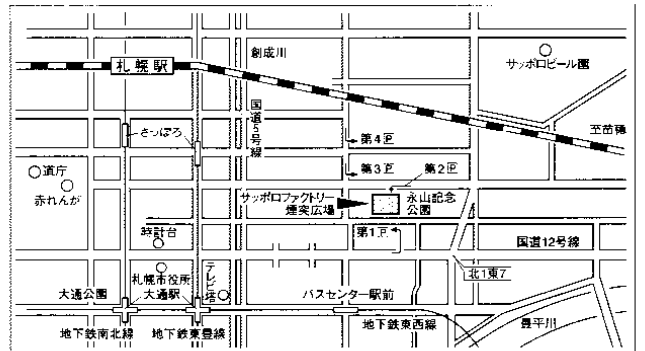 創成川
サッポロビール園
札幌駅
国道5号線
さっぽろ
至苗穂
第4P
第3P
第2P
道庁
赤れんが
サッポロファクトリー
煙突広場
永山記念
公園
時計台
第1P
国道12号線
北1東7
札幌市役所
大通公園
大通駅
テレビ塔
バスセンター駅前
地下鉄南北線
地下鉄東豊線
地下鉄東西線
豊平川